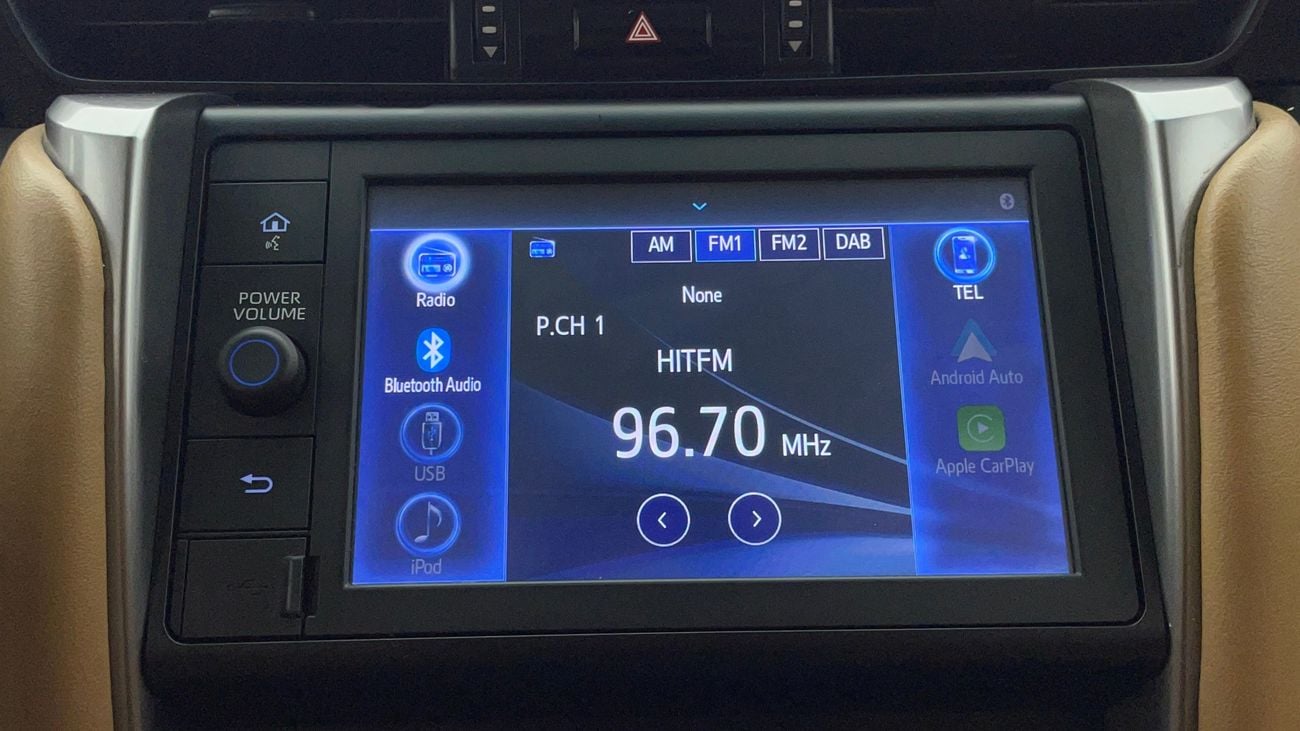 POWER
VOLUME
Radio
Bluetooth Audio
USB
iPod
AM FM1 FM2 DAB
None
P.CH 1
HITFM
96.70 MHz
TEL
Android Auto
Apple CarPlay